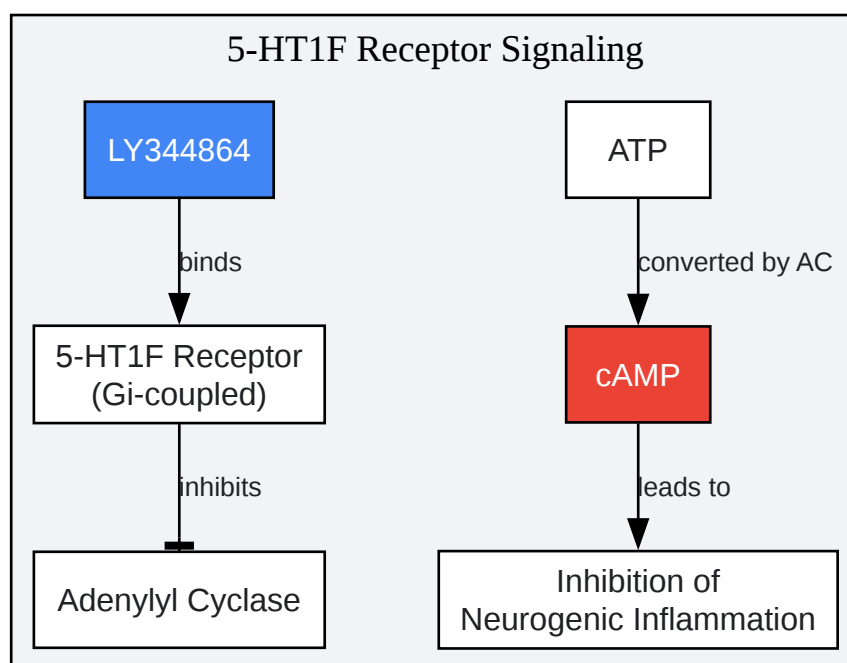 5-HT1F Receptor Signaling
LY344864
binds
5-HT1F Receptor
(Gi-coupled)
inhibits
Adenylyl Cyclase
ATP
converted by AC
cAMP
leads to
Inhibition of
Neurogenic Inflammation